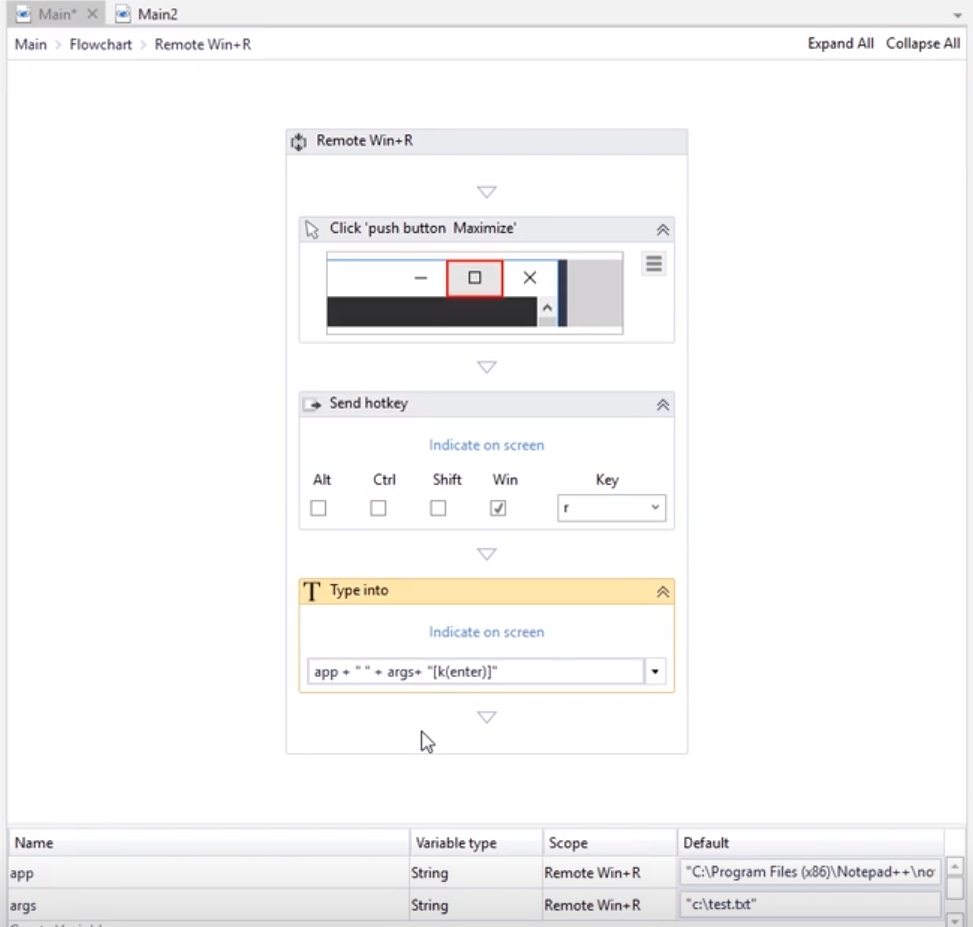 Main* Main2
Main > Flowchart > Remote Win+R Expand All Collapse All
Remote Win+R
Click 'push button Maximize'
Send hotkey
Indicate on screen
Alt Ctrl Shift Win Key
r
Type into
Indicate on screen
app + " " + args+ "[k(enter)]"
Name Variable type Scope Default
app String Remote Win+R "C:\Program Files (x86)\Notepad++\no
args String Remote Win+R "c:\test.txt"